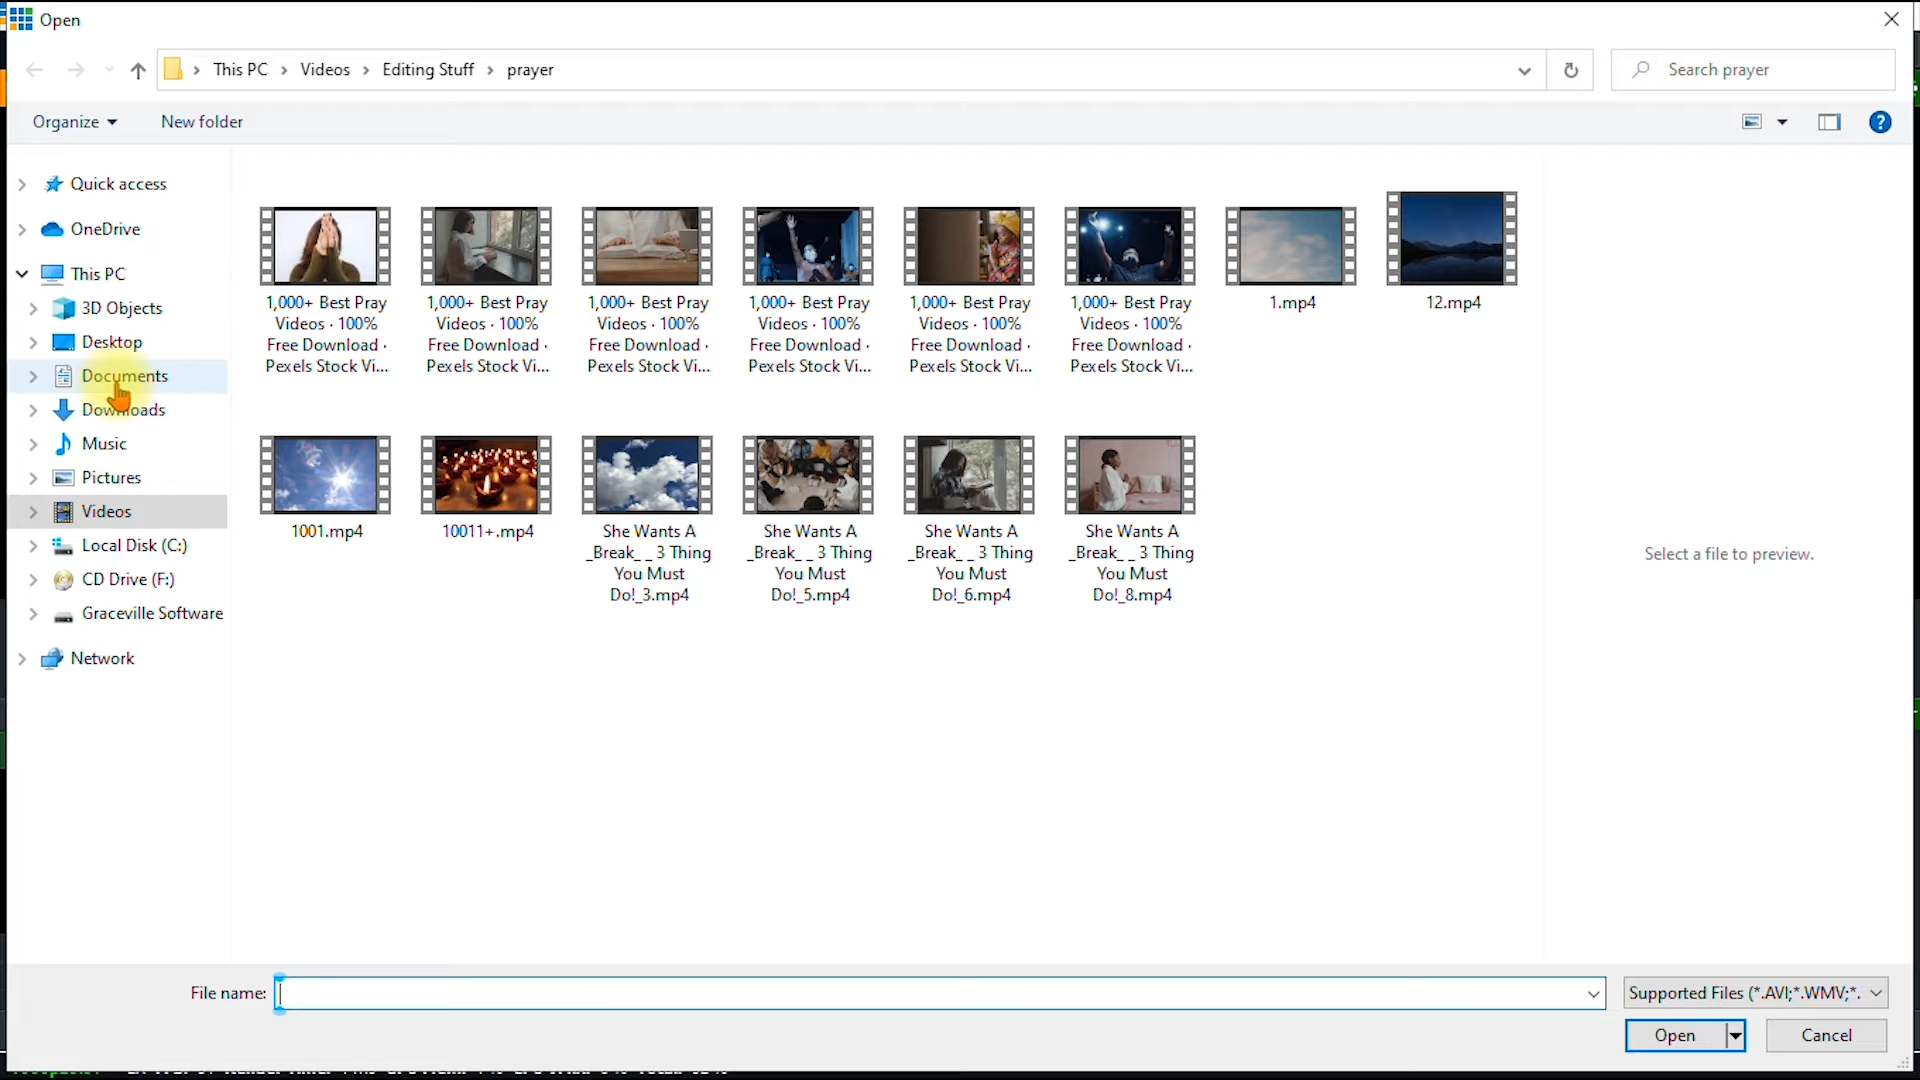 Open
This PC > Videos > Editing Stuff > prayer
Search prayer
Organize
New folder
Quick access
OneDrive
This PC
3D Objects
Desktop
Documents
Downloads
Music
Pictures
Videos
Local Disk (C:)
CD Drive (F:)
Graceville Software
Network
1,000+ Best Pray
Videos · 100%
Free Download ·
Pexels Stock Vi...
1,000+ Best Pray
Videos · 100%
Free Download ·
Pexels Stock Vi...
1,000+ Best Pray
Videos · 100%
Free Download ·
Pexels Stock Vi...
1,000+ Best Pray
Videos · 100%
Free Download ·
Pexels Stock Vi...
1,000+ Best Pray
Videos · 100%
Free Download ·
Pexels Stock Vi...
1,000+ Best Pray
Videos · 100%
Free Download ·
Pexels Stock Vi...
1.mp4
12.mp4
1001.mp4
10011+.mp4
She Wants A
_Break_ _ 3 Thing
You Must
Do!_3.mp4
She Wants A
_Break_ _ 3 Thing
You Must
Do!_5.mp4
She Wants A
_Break_ _ 3 Thing
You Must
Do!_6.mp4
She Wants A
_Break_ _ 3 Thing
You Must
Do!_8.mp4
Select a file to preview.
File name:
Supported Files (*.AVI;*.WMV;*.
Open
Cancel